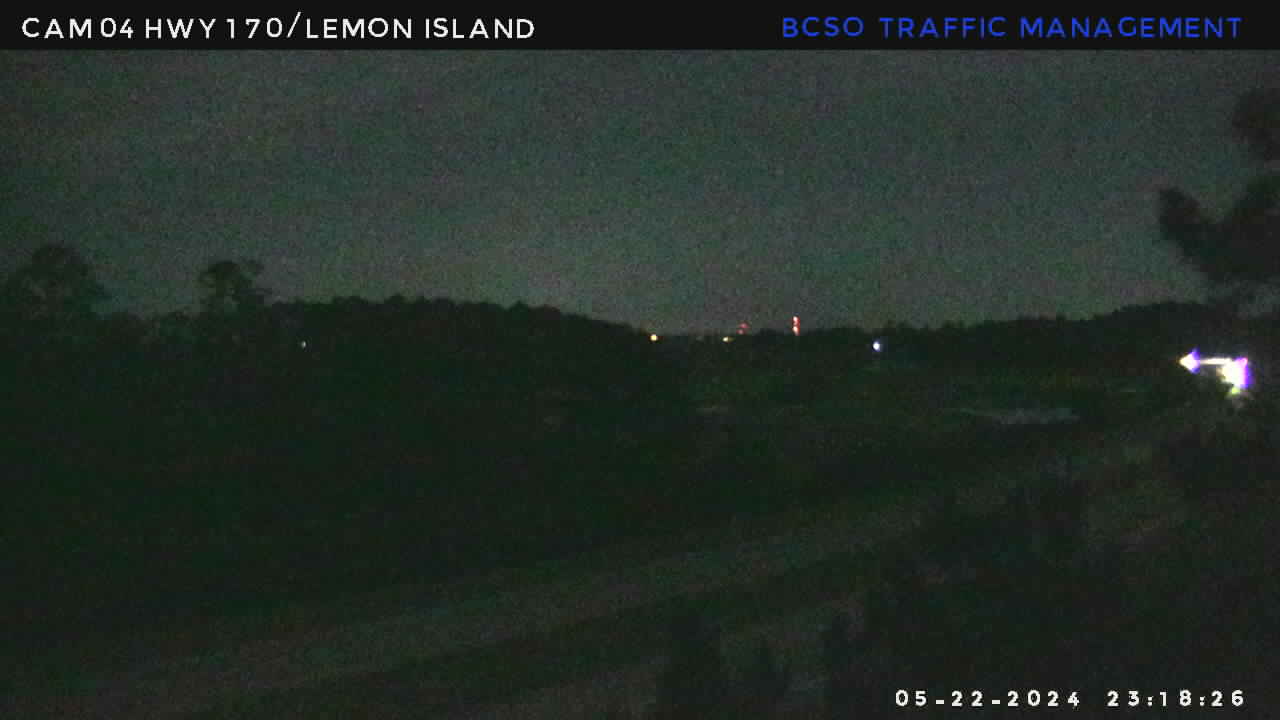 CAM04 HWY 170/LEMON ISLAND
BCSO TRAFFIC MANAGEMENT
05-22-2024 23:18:26